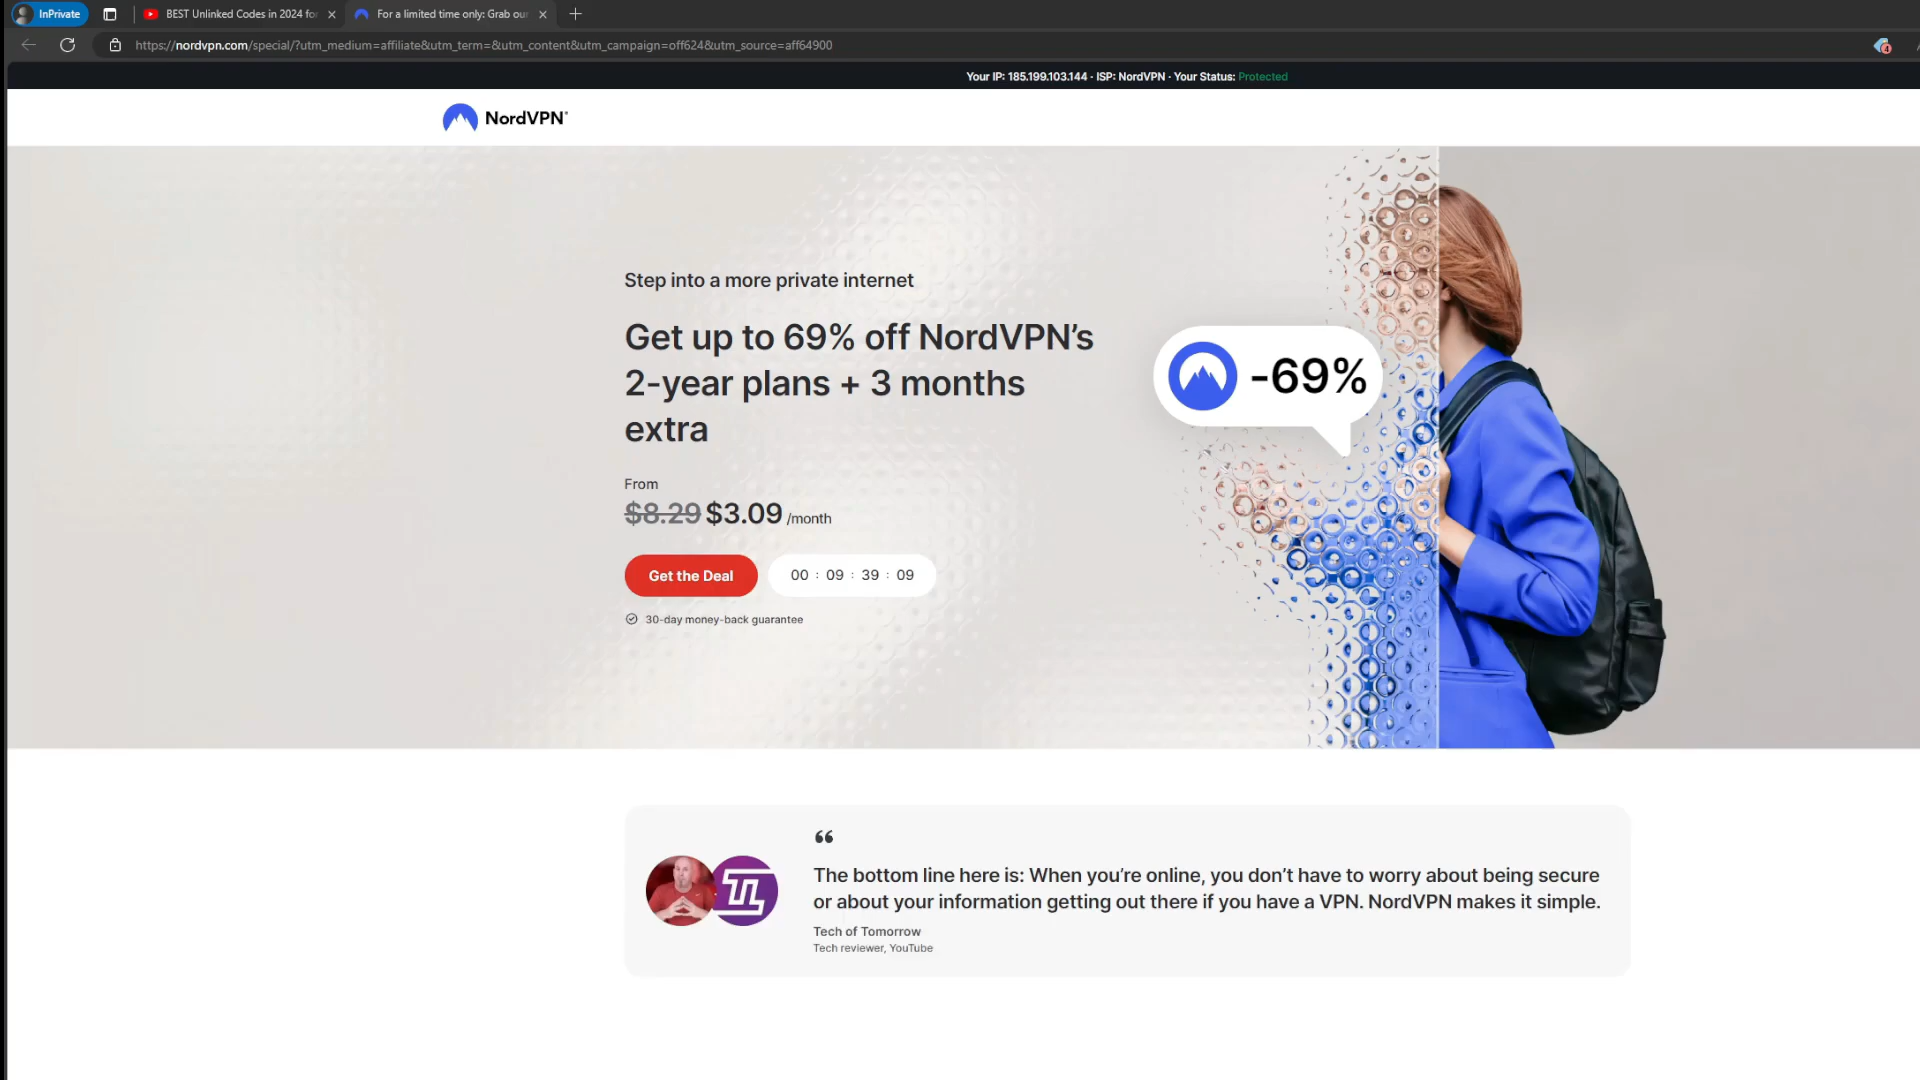 InPrivate
BEST Unlinked Codes in 2024 fo
For a limited time only: Grab our
https://nordvpn.com/special/?utm_medium=affiliate&utm_term=&utm_content&utm_campaign=off624&utm_source=aff64900
4
Your IP: 185.199.103.144 · ISP: NordVPN · Your Status: Protected
NordVPN®
Step into a more private internet
Get up to 69% off NordVPN’s
2-year plans + 3 months
extra
-69%
From
$8.29 $3.09 /month
Get the Deal
00 : 09 : 39 : 09
30-day money-back guarantee
“
The bottom line here is: When you’re online, you don’t have to worry about being secure
or about your information getting out there if you have a VPN. NordVPN makes it simple.
Tech of Tomorrow
Tech reviewer, YouTube